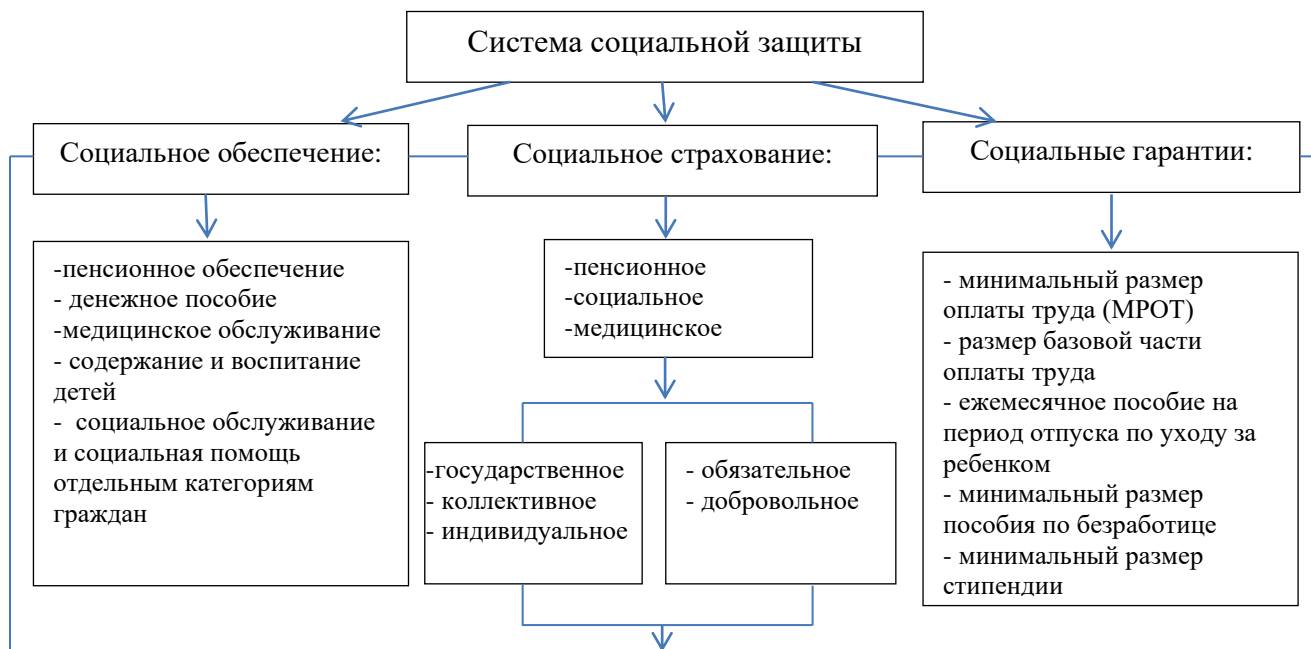 Система социальной защиты
Социальное обеспечение:
Социальное страхование:
Социальные гарантии:
-пенсионное обеспечение
- денежное пособие
-медицинское обслуживание
- содержание и воспитание
детей
- социальное обслуживание
и социальная помощь
отдельным категориям
граждан
-пенсионное
-социальное
-медицинское
-государственное
- коллективное
- индивидуальное
- обязательное
- добровольное
- минимальный размер
оплаты труда (МРОТ)
- размер базовой части
оплаты труда
- ежемесячное пособие на
период отпуска по уходу за
ребенком
- минимальный размер
пособия по безработице
- минимальный размер
стипендии